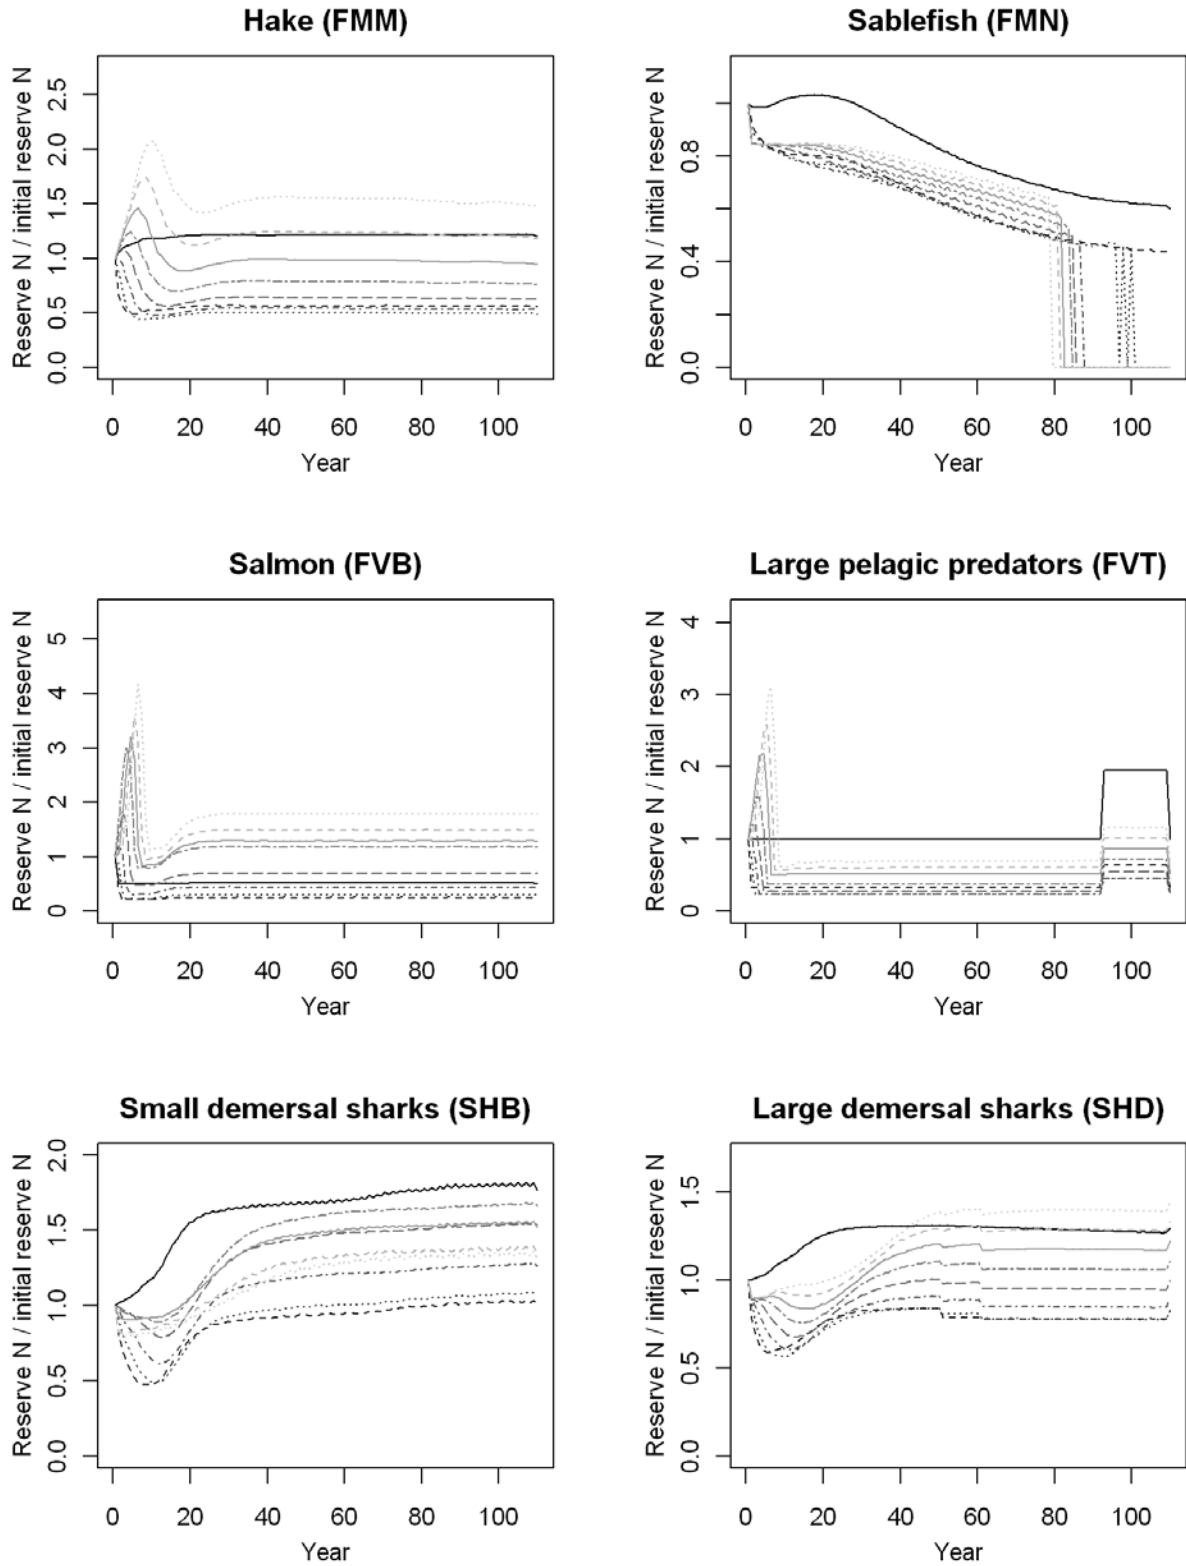 Hake (FMM)
Reserve N / initial reserve N
0.0 0.5 1.0 1.5 2.0 2.5
0 20 40 60 80 100
Year
Sablefish (FMN)
Reserve N / initial reserve N
0.0 0.4 0.8
0 20 40 60 80 100
Year
Salmon (FVB)
Reserve N / initial reserve N
0 1 2 3 4 5
0 20 40 60 80 100
Year
Large pelagic predators (FVT)
Reserve N / initial reserve N
0 1 2 3 4
0 20 40 60 80 100
Year
Small demersal sharks (SHB)
Reserve N / initial reserve N
0.0 0.5 1.0 1.5 2.0
0 20 40 60 80 100
Year
Large demersal sharks (SHD)
Reserve N / initial reserve N
0.0 0.5 1.0 1.5
0 20 40 60 80 100
Year